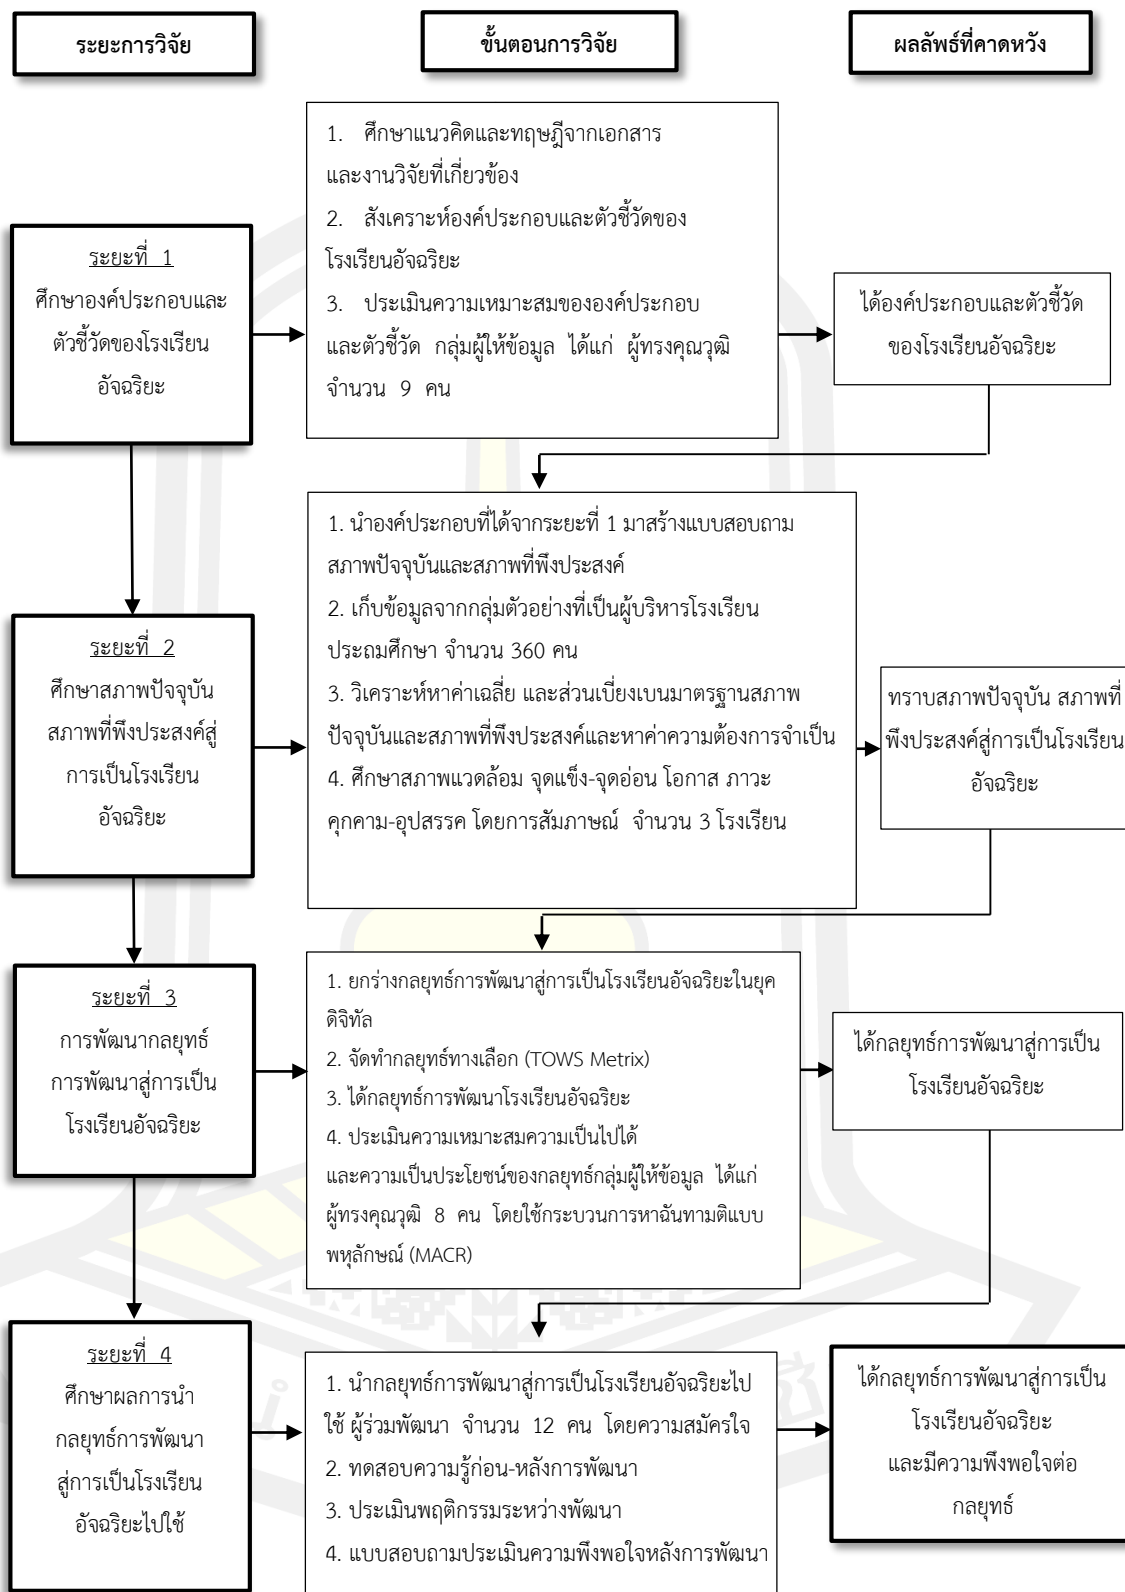 ระยะการวิจัย
ขั้นตอนการวิจัย
ผลลัพธ์ที่คาดหวัง
ระยะที่ 1
ศึกษาองค์ประกอบและ
ตัวชี้วัดของโรงเรียน
อัจฉริยะ
1. ศึกษาแนวคิดและทฤษฎีจากเอกสาร
และงานวิจัยที่เกี่ยวข้อง
2. สังเคราะห์องค์ประกอบและตัวชี้วัดของ
โรงเรียนอัจฉริยะ
3. ประเมินความเหมาะสมขององค์ประกอบ
และตัวชี้วัด กลุ่มผู้ให้ข้อมูล ได้แก่ ผู้ทรงคุณวุฒิ
จำนวน 9 คน
ได้องค์ประกอบและตัวชี้วัด
ของโรงเรียนอัจฉริยะ
ระยะที่ 2
ศึกษาสภาพปัจจุบัน
สภาพที่พึงประสงค์สู่
การเป็นโรงเรียน
อัจฉริยะ
1. นำองค์ประกอบที่ได้จากระยะที่ 1 มาสร้างแบบสอบถาม
สภาพปัจจุบันและสภาพที่พึงประสงค์
2. เก็บข้อมูลจากกลุ่มตัวอย่างที่เป็นผู้บริหารโรงเรียน
ประถมศึกษา จำนวน 360 คน
3. วิเคราะห์หาค่าเฉลี่ย และส่วนเบี่ยงเบนมาตรฐานสภาพ
ปัจจุบันและสภาพที่พึงประสงค์และหาค่าความต้องการจำเป็น
4. ศึกษาสภาพแวดล้อม จุดแข็ง-จุดอ่อน โอกาส ภาวะ
คุกคาม-อุปสรรค โดยการสัมภาษณ์ จำนวน 3 โรงเรียน
ทราบสภาพปัจจุบัน สภาพที่
พึงประสงค์สู่การเป็นโรงเรียน
อัจฉริยะ
ระยะที่ 3
การพัฒนากลยุทธ์
การพัฒนาสู่การเป็น
โรงเรียนอัจฉริยะ
1. ยกร่างกลยุทธ์การพัฒนาสู่การเป็นโรงเรียนอัจฉริยะในยุค
ดิจิทัล
2. จัดทำกลยุทธ์ทางเลือก (TOWS Metrix)
3. ได้กลยุทธ์การพัฒนาโรงเรียนอัจฉริยะ
4. ประเมินความเหมาะสมความเป็นไปได้
และความเป็นประโยชน์ของกลยุทธ์กลุ่มผู้ให้ข้อมูล ได้แก่
ผู้ทรงคุณวุฒิ 8 คน โดยใช้กระบวนการหาฉันทามติแบบ
พหุลักษณ์ (MACR)
ได้กลยุทธ์การพัฒนาสู่การเป็น
โรงเรียนอัจฉริยะ
ระยะที่ 4
ศึกษาผลการนำ
กลยุทธ์การพัฒนา
สู่การเป็นโรงเรียน
อัจฉริยะไปใช้
1. นำกลยุทธ์การพัฒนาสู่การเป็นโรงเรียนอัจฉริยะไป
ใช้ ผู้ร่วมพัฒนา จำนวน 12 คน โดยความสมัครใจ
2. ทดสอบความรู้ก่อน-หลังการพัฒนา
3. ประเมินพฤติกรรมระหว่างพัฒนา
4. แบบสอบถามประเมินความพึงพอใจหลังการพัฒนา
ได้กลยุทธ์การพัฒนาสู่การเป็น
โรงเรียนอัจฉริยะ
และมีความพึงพอใจต่อ
กลยุทธ์